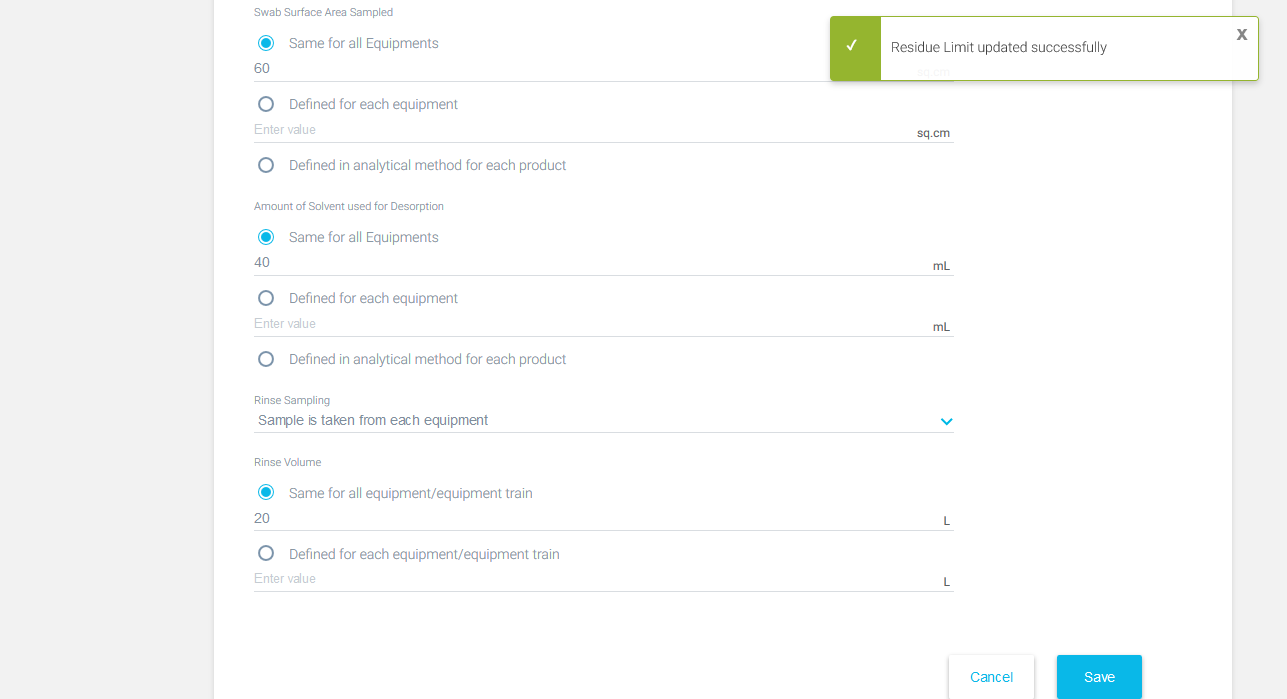 Swab Surface Area Sampled
Same for all Equipments
60
sq.cm
Defined for each equipment
Enter value
sq.cm
Defined in analytical method for each product
Amount of Solvent used for Desorption
Same for all Equipments
40
mL
Defined for each equipment
Enter value
mL
Defined in analytical method for each product
Rinse Sampling
Sample is taken from each equipment
Rinse Volume
Same for all equipment/equipment train
20
L
Defined for each equipment/equipment train
Enter value
L
Cancel
Save
Residue Limit updated successfully
X